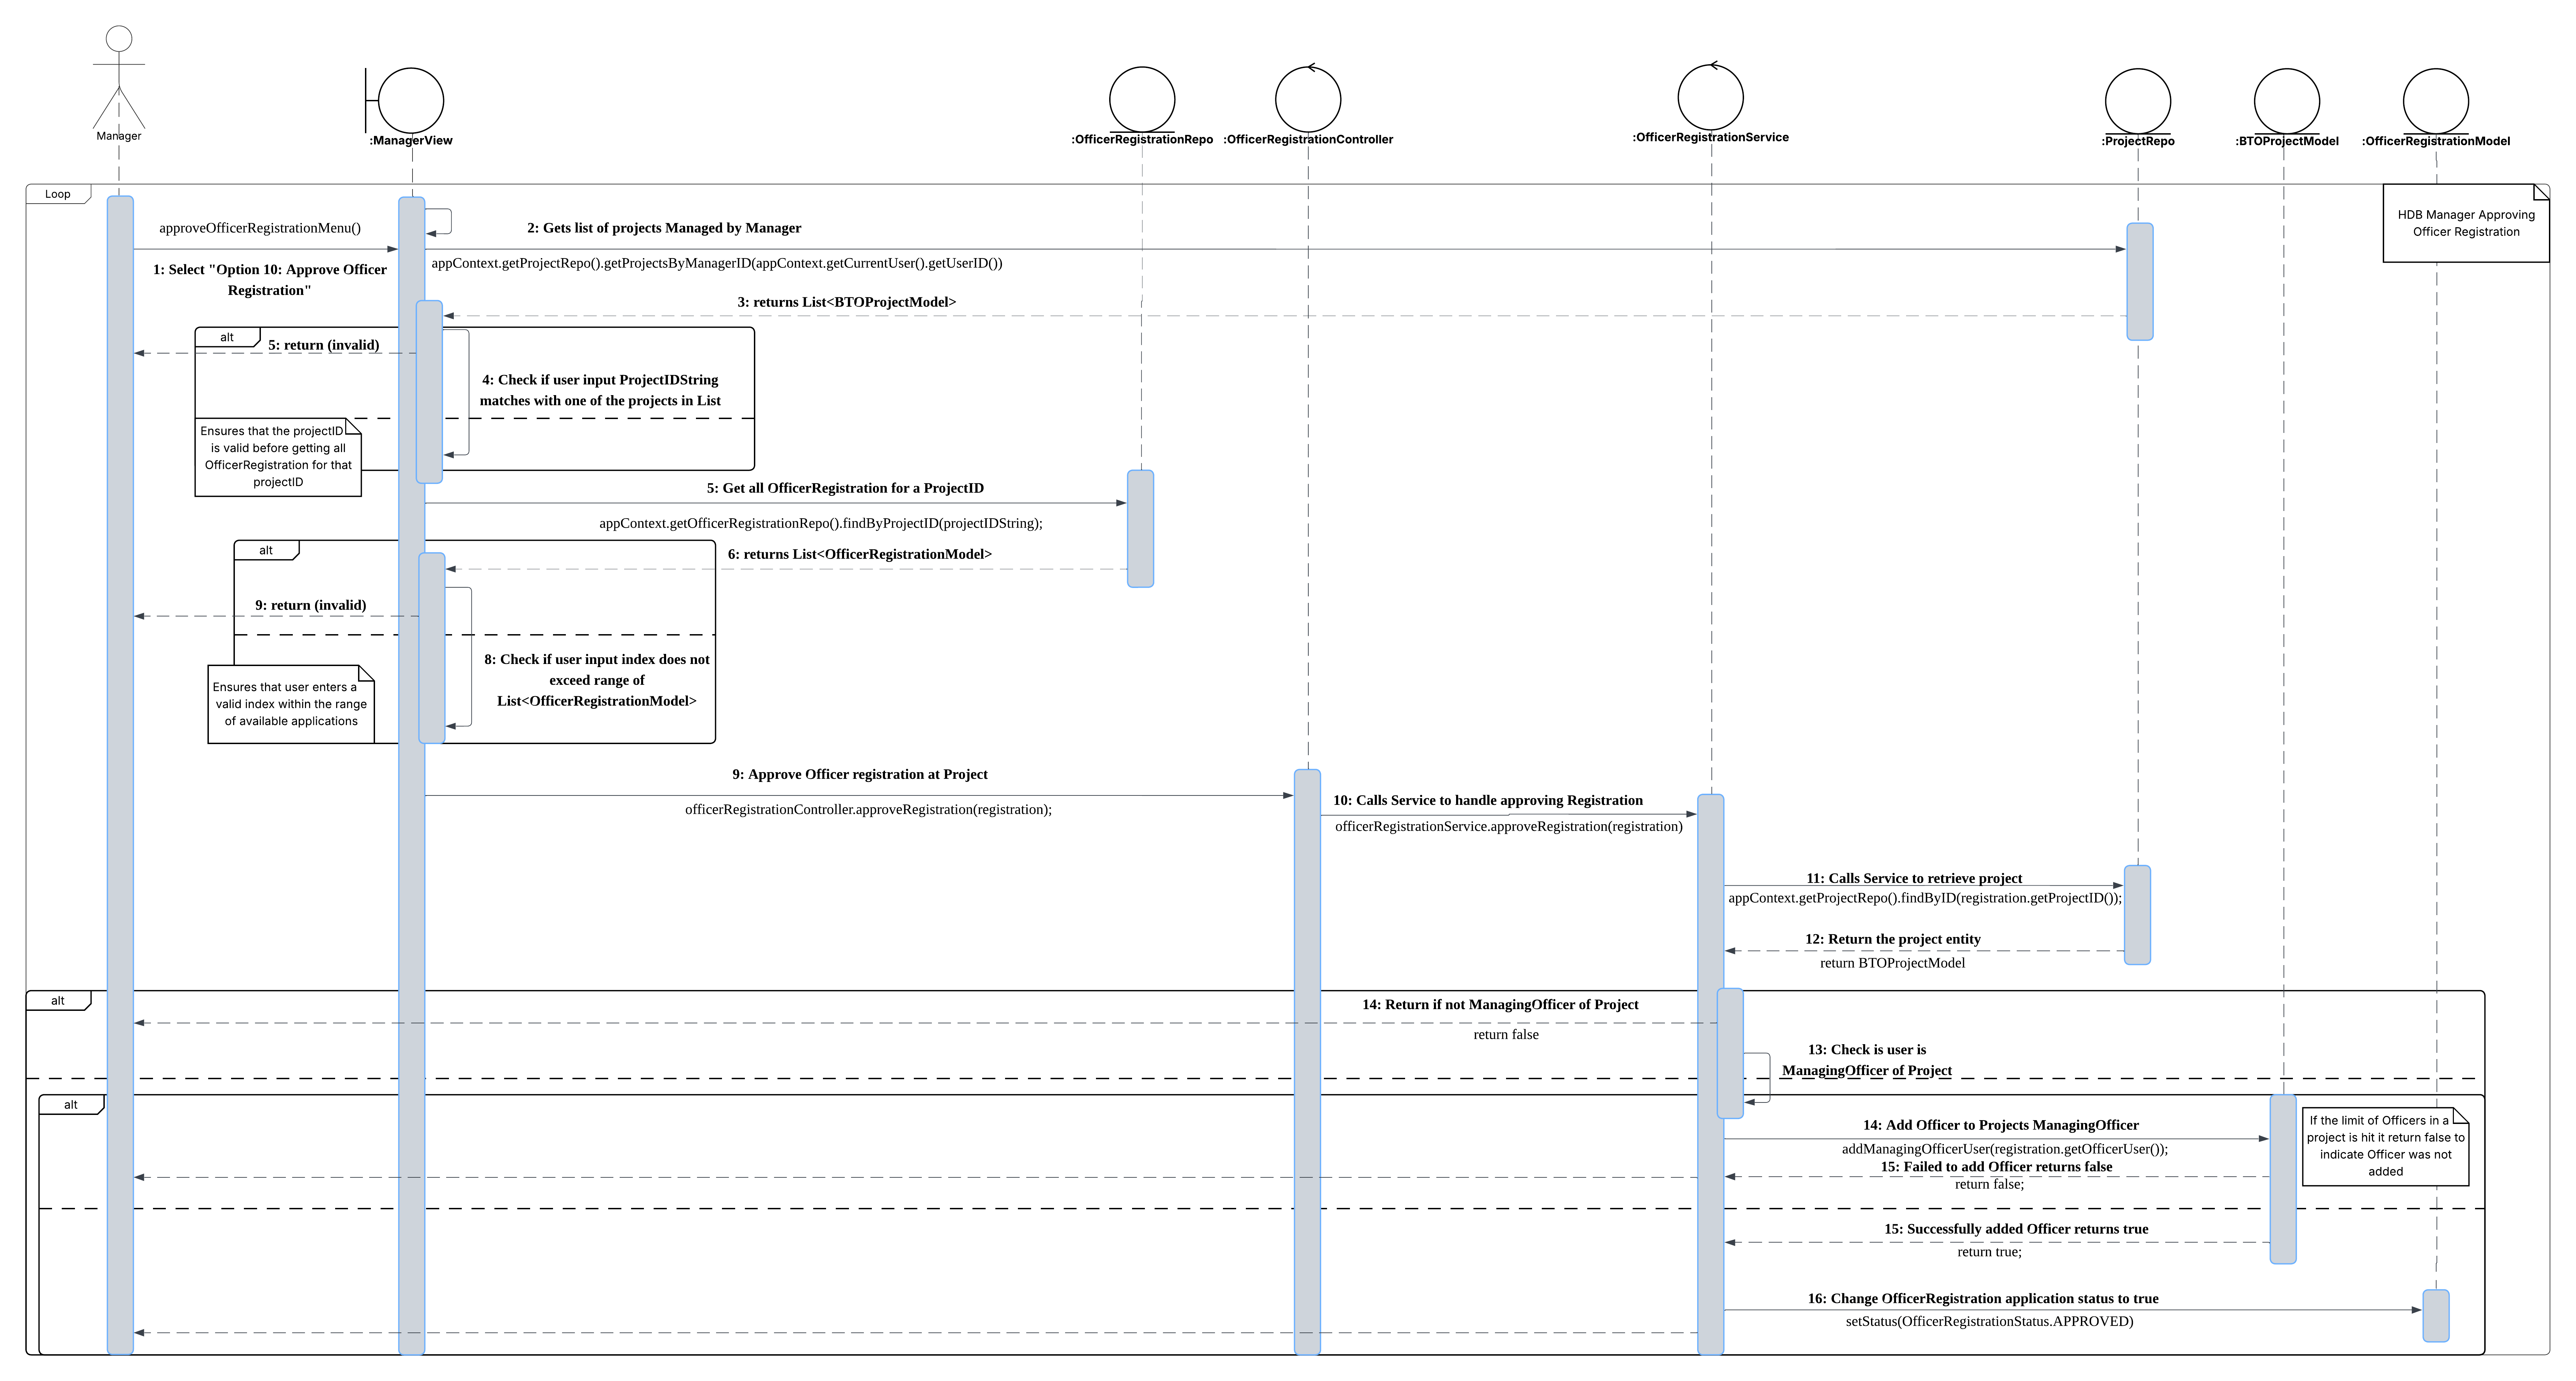 Manager
:ManagerView
:OfficerRegistrationRepo
:OfficerRegistrationController
:OfficerRegistrationService
:ProjectRepo
:BTOProjectModel
:OfficerRegistrationModel
Loop
HDB Manager Approving
Officer Registration
approveOfficerRegistrationMenu()
1: Select "Option 10: Approve Officer
Registration"
2: Gets list of projects Managed by Manager
appContext.getProjectRepo().getProjectsByManagerID(appContext.getCurrentUser().getUserID())
3: returns List<BTOProjectModel>
alt
5: return (invalid)
4: Check if user input ProjectIDString
matches with one of the projects in List
Ensures that the projectID
is valid before getting all
OfficerRegistration for that
projectID
5: Get all OfficerRegistration for a ProjectID
appContext.getOfficerRegistrationRepo().findByProjectID(projectIDString);
alt
6: returns List<OfficerRegistrationModel>
9: return (invalid)
8: Check if user input index does not
exceed range of
List<OfficerRegistrationModel>
Ensures that user enters a
valid index within the range
of available applications
9: Approve Officer registration at Project
officerRegistrationController.approveRegistration(registration);
10: Calls Service to handle approving Registration
officerRegistrationService.approveRegistration(registration)
11: Calls Service to retrieve project
appContext.getProjectRepo().findByID(registration.getProjectID());
12: Return the project entity
return BTOProjectModel
alt
14: Return if not ManagingOfficer of Project
return false
13: Check is user is
ManagingOfficer of Project
alt
14: Add Officer to Projects ManagingOfficer
addManagingOfficerUser(registration.getOfficerUser());
15: Failed to add Officer returns false
return false;
If the limit of Officers in a
project is hit it return false to
indicate Officer was not
added
15: Successfully added Officer returns true
return true;
16: Change OfficerRegistration application status to true
setStatus(OfficerRegistrationStatus.APPROVED)